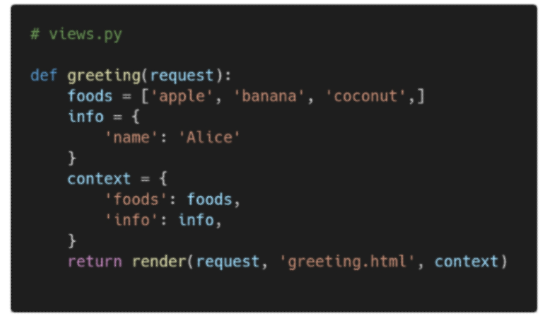 # views.py
def greeting(request):
    foods = ['apple', 'banana', 'coconut',]
    info = {
        'name': 'Alice'
    }
    context = {
        'foods': foods,
        'info': info,
    }
    return render(request, 'greeting.html', context)